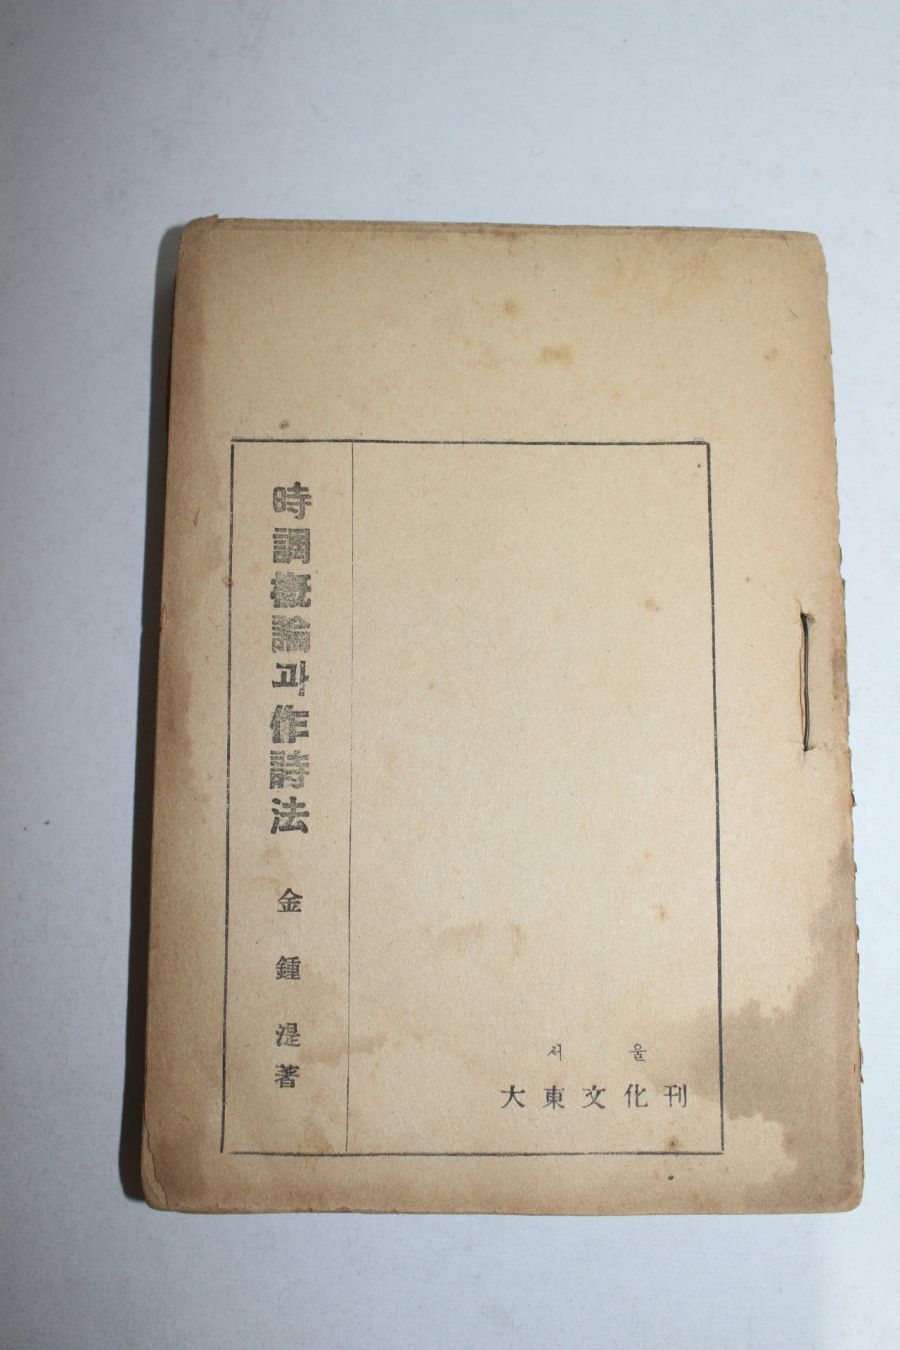 時調槪論과作詩法
金鍾湜著
서울
大東文化刊